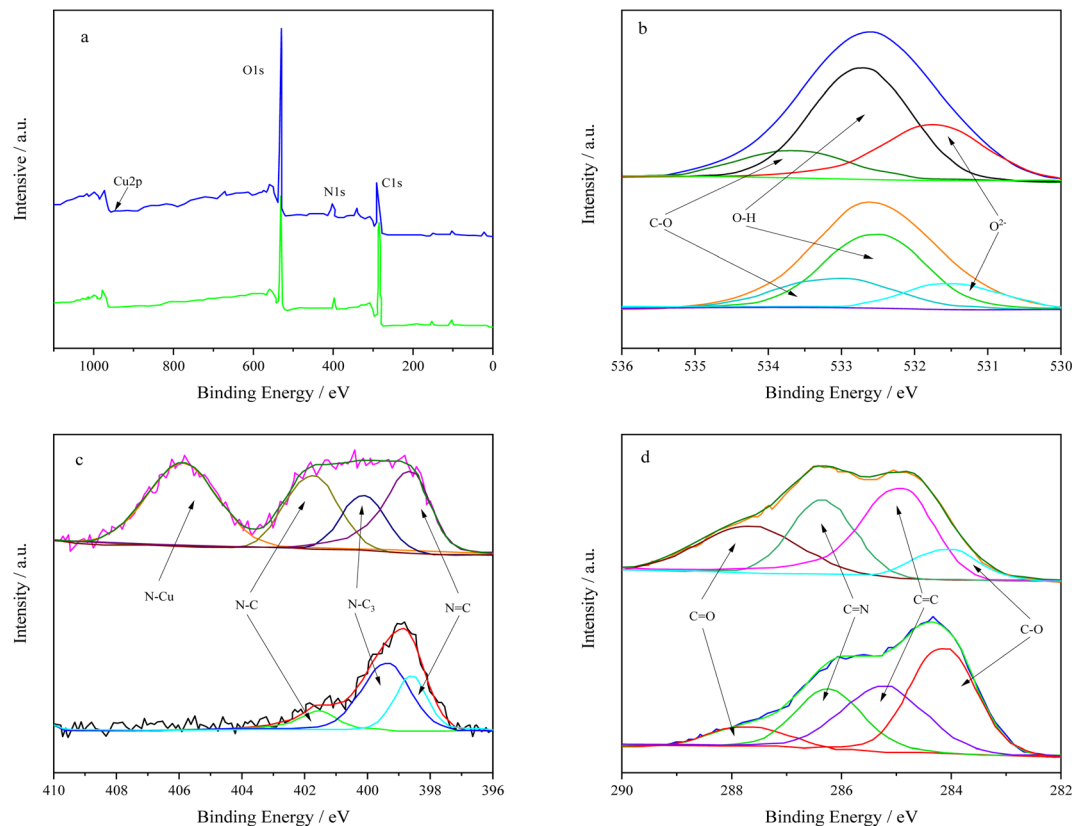 a
O1s
Cu2p
N1s
C1s
Intensive / a.u.
1000 800 600 400 200 0
Binding Energy / eV
b
C-O
O-H
O²⁻
Intensity / a.u.
536 535 534 533 532 531 530
Binding Energy / eV
c
N-Cu
N-C
N-C₃
N=C
Intensity / a.u.
410 408 406 404 402 400 398 396
Binding Energy / eV
d
C=O
C=N
C=C
C-O
Intensity / a.u.
290 288 286 284 282
Binding Energy / eV